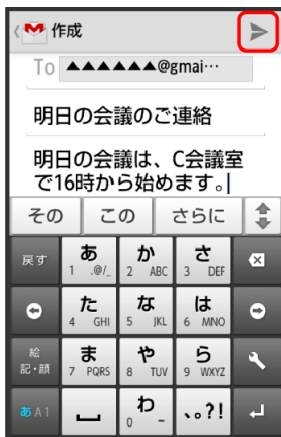 作成
To ▲▲▲▲▲▲@gmai…
明日の会議のご連絡
明日の会議は、C会議室
で16時から始めます。
その この さらに
戻す あ 1 .@/_ か 2 ABC さ 3 DEF
た 4 GHI な 5 JKL は 6 MNO
絵 記・顔 ま 7 PQRS や 8 TUV ら 9 WXYZ
あA1 わ 0 - 、。?!